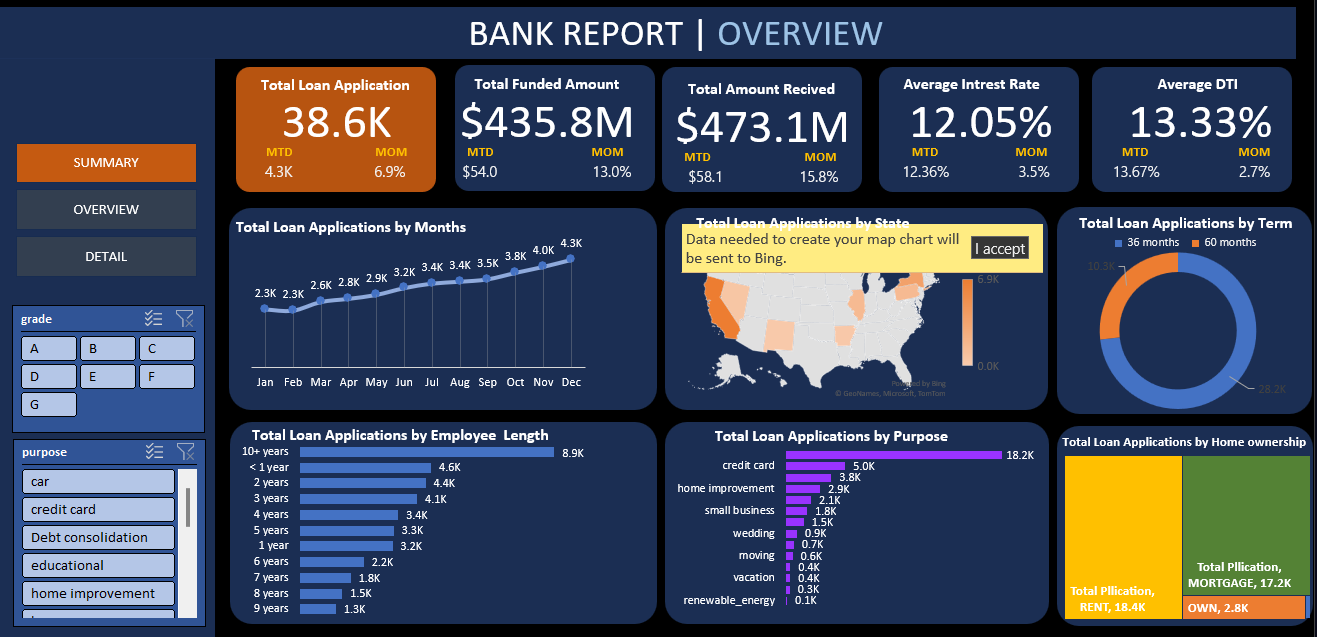 BANK REPORT | OVERVIEW
SUMMARY
OVERVIEW
DETAIL
grade
A
B
C
D
E
F
G
purpose
car
credit card
Debt consolidation
educational
home improvement
Total Loan Application
38.6K
MTD MOM
4.3K 6.9%
Total Funded Amount
$435.8M
MTD MOM
$54.0 13.0%
Total Amount Recived
$473.1M
MTD MOM
$58.1 15.8%
Average Intrest Rate
12.05%
MTD MOM
12.36% 3.5%
Average DTI
13.33%
MTD MOM
13.67% 2.7%
Total Loan Applications by Months
2.3K 2.3K 2.6K 2.8K 2.9K 3.2K 3.4K 3.4K 3.5K 3.8K 4.0K 4.3K
Jan Feb Mar Apr May Jun Jul Aug Sep Oct Nov Dec
Total Loan Applications by State
Data needed to create your map chart will
be sent to Bing.
I accept
6.9K
0.0K
Powered by Bing
© GeoNames, Microsoft, TomTom
Total Loan Applications by Term
36 months 60 months
10.3K
28.2K
Total Loan Applications by Employee Length
10+ years 8.9K
< 1 year 4.6K
2 years 4.4K
3 years 4.1K
4 years 3.4K
5 years 3.3K
1 year 3.2K
6 years 2.2K
7 years 1.8K
8 years 1.5K
9 years 1.3K
Total Loan Applications by Purpose
18.2K
credit card 5.0K
3.8K
home improvement 2.9K
2.1K
small business 1.8K
1.5K
wedding 0.9K
0.7K
moving 0.6K
0.4K
vacation 0.4K
0.3K
renewable_energy 0.1K
Total Loan Applications by Home ownership
Total Pllication,
RENT, 18.4K
Total Pllication,
MORTGAGE, 17.2K
OWN, 2.8K